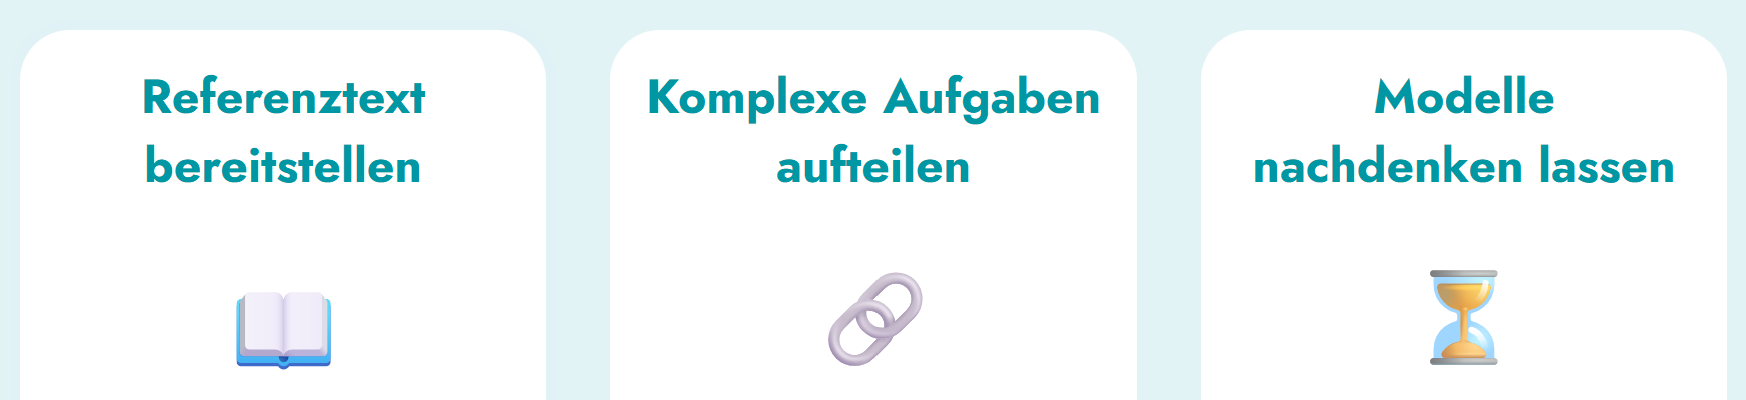 Referenztext
bereitstellen
Komplexe Aufgaben
aufteilen
Modelle
nachdenken lassen